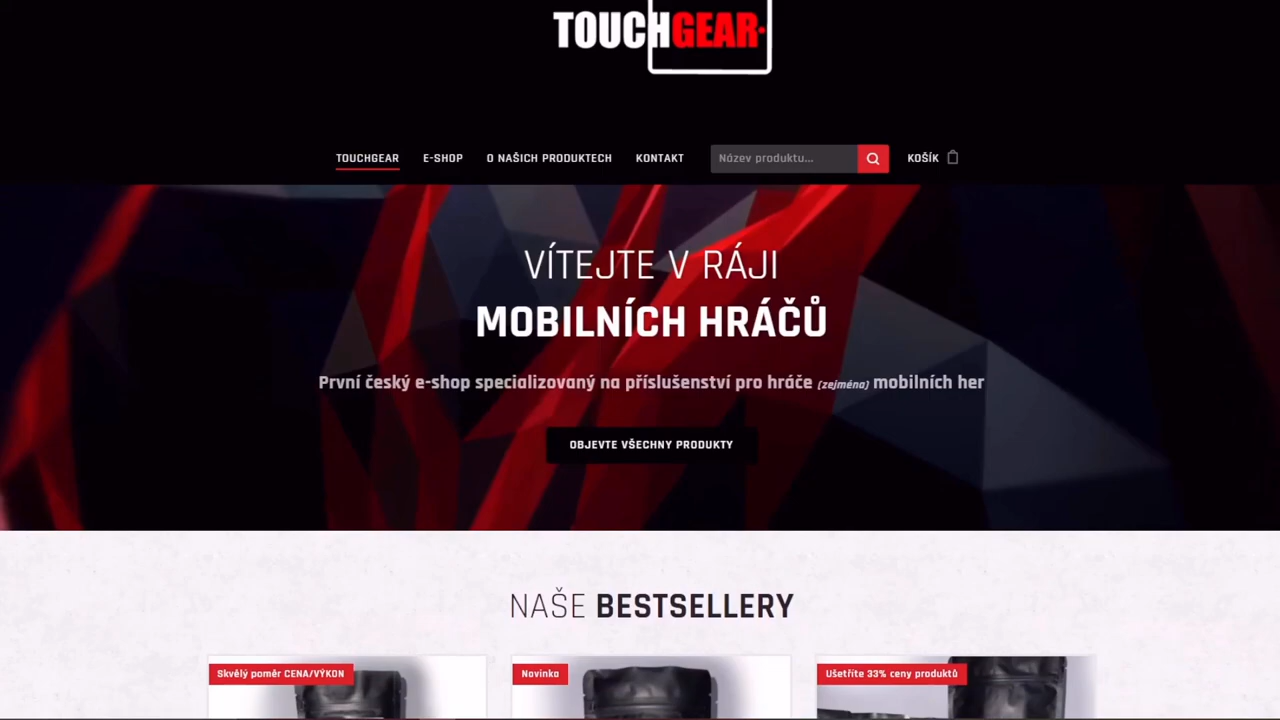 TOUCHGEAR
TOUCHGEAR E-SHOP O NAŠICH PRODUKTECH KONTAKT Název produktu... KOŠÍK
VÍTEJTE V RÁJI
MOBILNÍCH HRÁČŮ
První český e-shop specializovaný na příslušenství pro hráče (zejména) mobilních her
OBJEVTE VŠECHNY PRODUKTY
NAŠE BESTSELLERY
Skvělý poměr CENA/VÝKON Novinka Ušetříte 33% ceny produktů